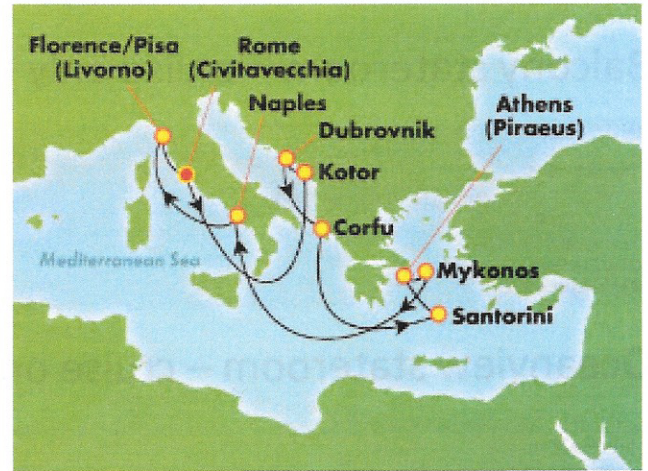 Florence/Pisa
(Livorno)
Rome
(Civitavecchia)
Naples
Dubrovnik
Kotor
Athens
(Piraeus)
Corfu
Mykonos
Santorini
Mediterranean Sea